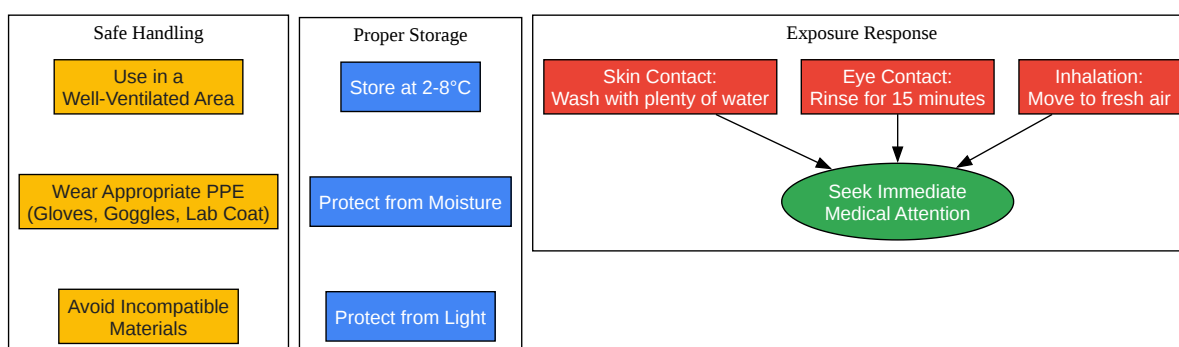 Safe Handling
Use in a
Well-Ventilated Area
Wear Appropriate PPE
(Gloves, Goggles, Lab Coat)
Avoid Incompatible
Materials
Proper Storage
Store at 2-8°C
Protect from Moisture
Protect from Light
Exposure Response
Skin Contact:
Wash with plenty of water
Eye Contact:
Rinse for 15 minutes
Inhalation:
Move to fresh air
Seek Immediate
Medical Attention